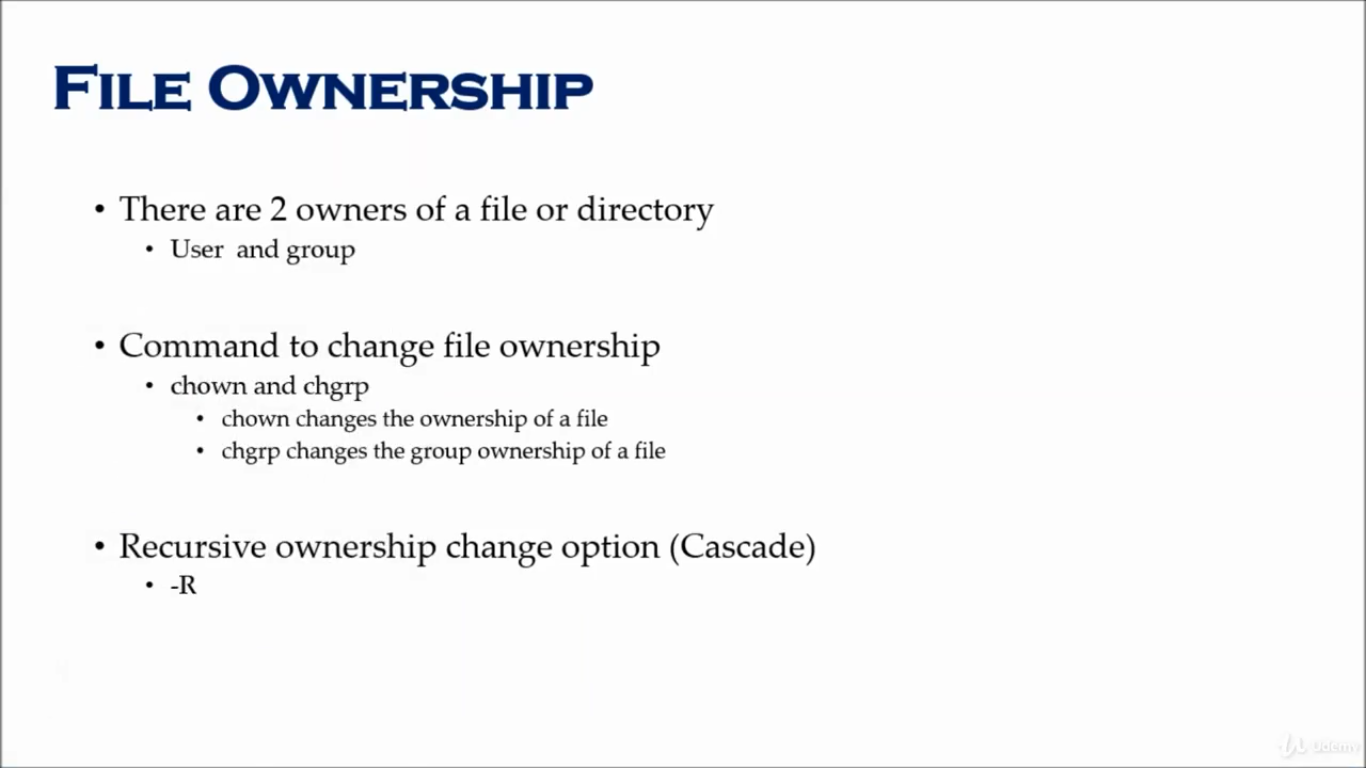 FILE OWNERSHIP
• There are 2 owners of a file or directory
• User and group
• Command to change file ownership
• chown and chgrp
• chown changes the ownership of a file
• chgrp changes the group ownership of a file
• Recursive ownership change option (Cascade)
• -R
Udemy